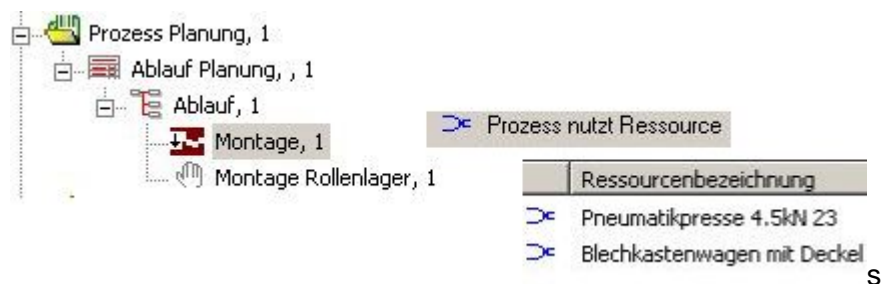 Prozess Planung, 1
Ablauf Planung, , 1
Ablauf, 1
Montage, 1
Montage Rollenlager, 1
Prozess nutzt Ressource
Ressourcenbezeichnung
Pneumatikpresse 4.5kN 23
Blechkastenwagen mit Deckel
s